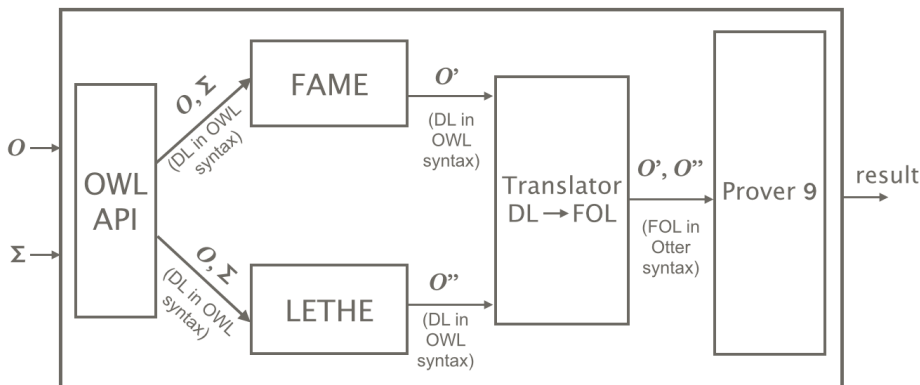 O
Σ
OWL
API
O, Σ
(DL in OWL
syntax)
O, Σ
(DL in OWL
syntax)
FAME
LETHE
O’
(DL in
OWL
syntax)
O”
(DL in
OWL
syntax)
Translator
DL → FOL
O’, O”
(FOL in
Otter
syntax)
Prover 9
result